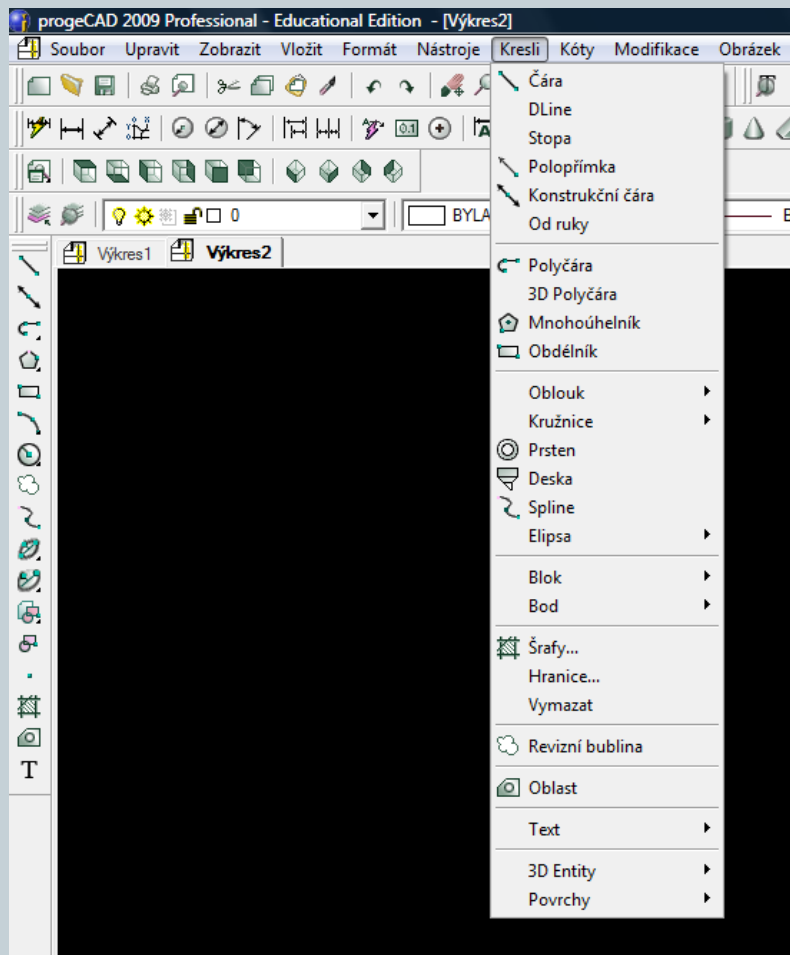 progeCAD 2009 Professional - Educational Edition - [Výkres2]
Soubor Upravit Zobrazit Vložit Formát Nástroje Kresli Kóty Modifikace Obrázek
0
BYLA
Výkres1 Výkres2
Čára
DLine
Stopa
Polopřímka
Konstrukční čára
Od ruky
Polyčára
3D Polyčára
Mnohoúhelník
Obdélník
Oblouk
Kružnice
Prsten
Deska
Spline
Elipsa
Blok
Bod
Šrafy...
Hranice...
Vymazat
Revizní bublina
Oblast
Text
3D Entity
Povrchy
T